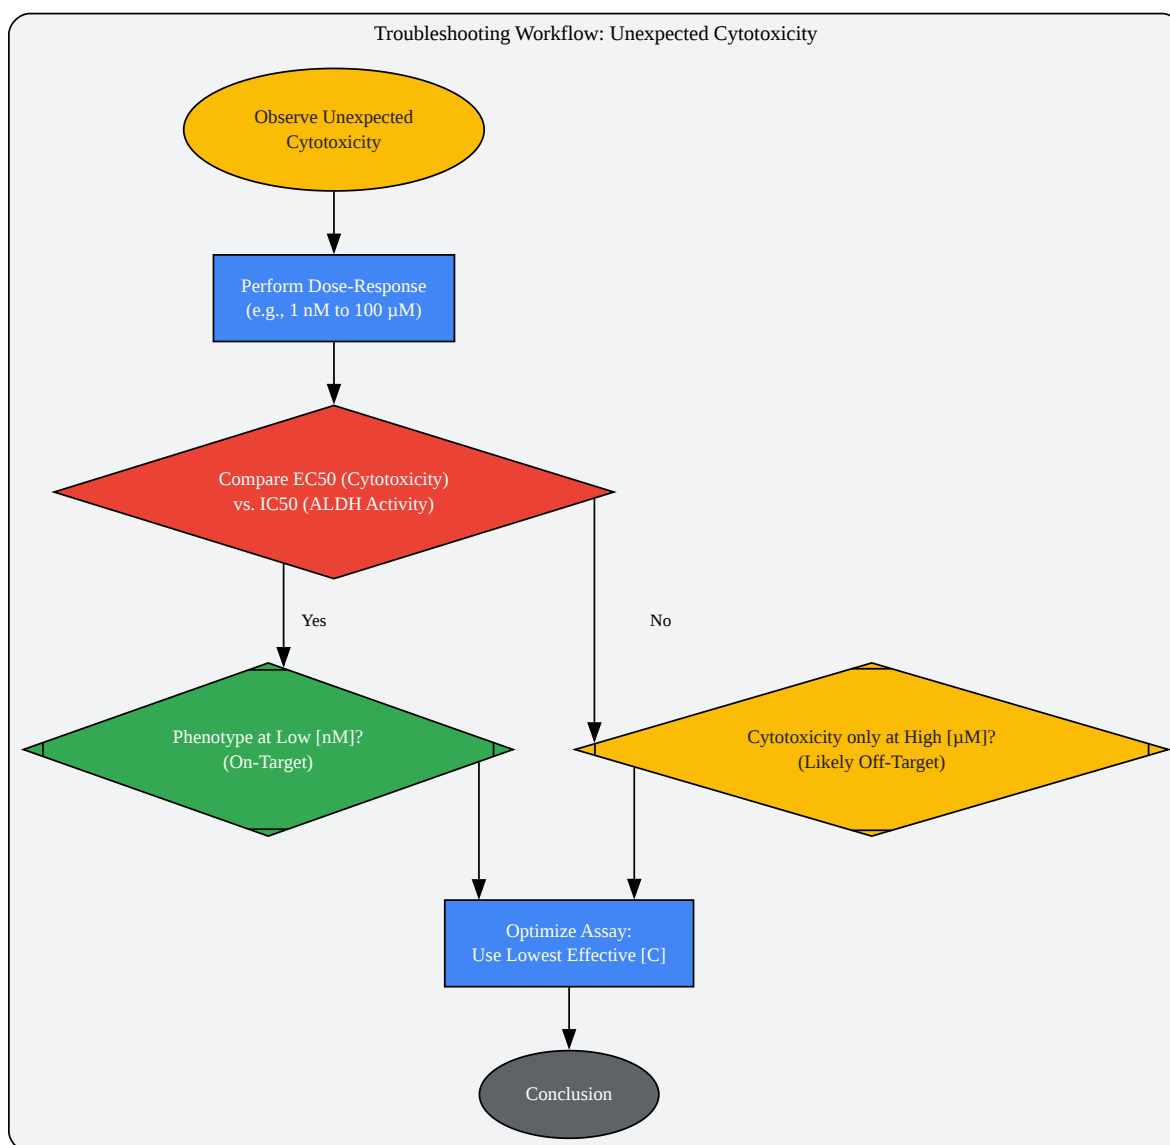 Troubleshooting Workflow: Unexpected Cytotoxicity
Observe Unexpected
Cytotoxicity
Perform Dose-Response
(e.g., 1 nM to 100 µM)
Compare EC50 (Cytotoxicity)
vs. IC50 (ALDH Activity)
Yes
No
Phenotype at Low [nM]?
(On-Target)
Cytotoxicity only at High [µM]?
(Likely Off-Target)
Optimize Assay:
Use Lowest Effective [C]
Conclusion